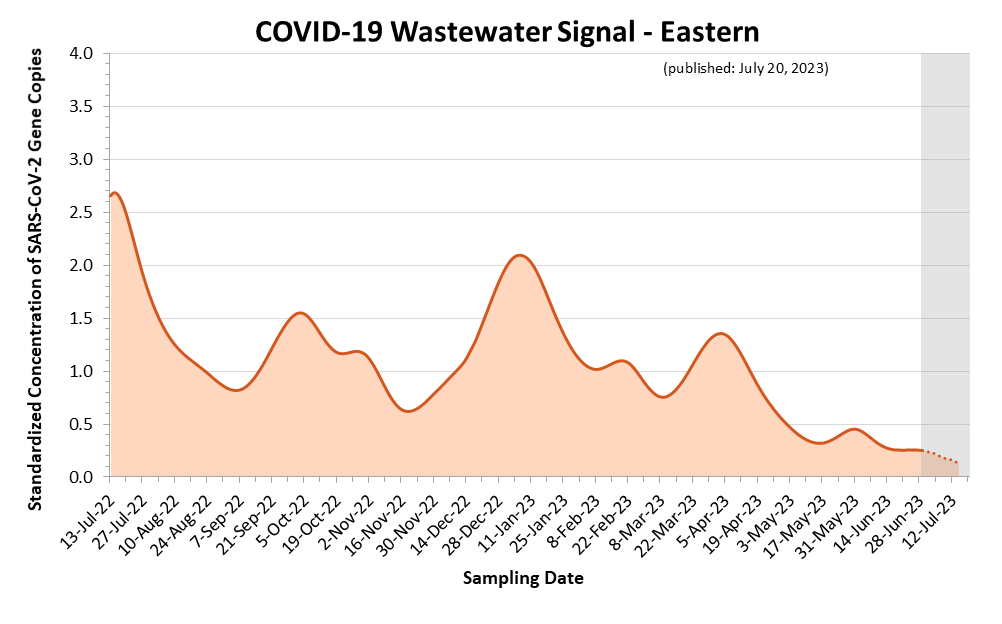 COVID-19 Wastewater Signal - Eastern
(published: July 20, 2023)
Standardized Concentration of SARS-CoV-2 Gene Copies
4.0
3.5
3.0
2.5
2.0
1.5
1.0
0.5
0.0
13-Jul-22
27-Jul-22
10-Aug-22
24-Aug-22
7-Sep-22
21-Sep-22
5-Oct-22
19-Oct-22
2-Nov-22
16-Nov-22
30-Nov-22
14-Dec-22
28-Dec-22
11-Jan-23
25-Jan-23
8-Feb-23
22-Feb-23
8-Mar-23
22-Mar-23
5-Apr-23
19-Apr-23
3-May-23
17-May-23
31-May-23
14-Jun-23
28-Jun-23
12-Jul-23
Sampling Date